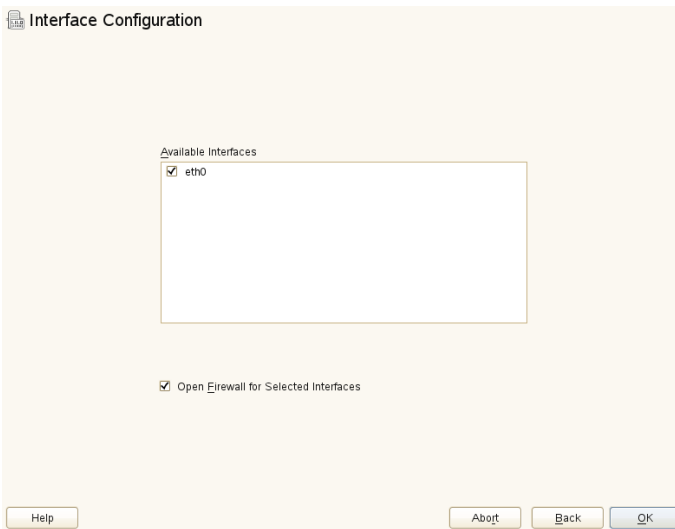 Interface Configuration
Available Interfaces
eth0
Open Firewall for Selected Interfaces
Help
Abort
Back
OK